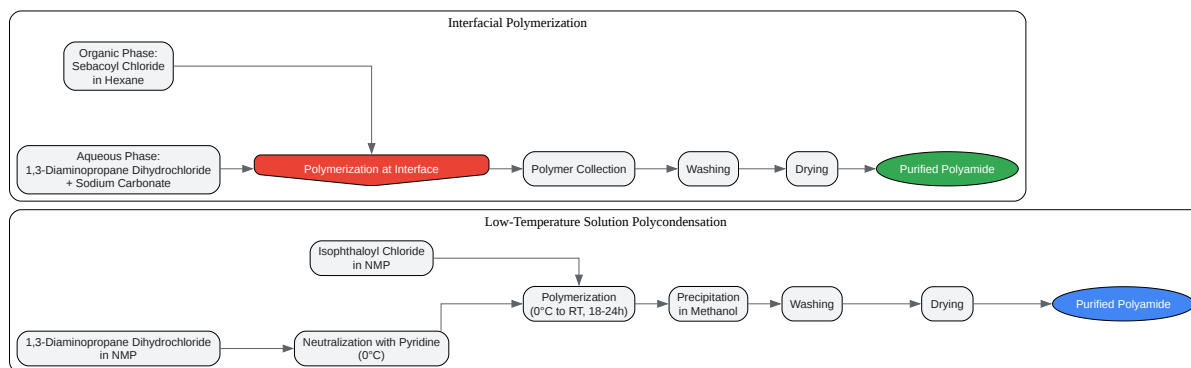 Interfacial Polymerization
Organic Phase:
Sebacoyl Chloride
in Hexane
Aqueous Phase:
1,3-Diaminopropane Dihydrochloride
+ Sodium Carbonate
Polymerization at Interface
Polymer Collection
Washing
Drying
Purified Polyamide
Low-Temperature Solution Polycondensation
Isophthaloyl Chloride
in NMP
1,3-Diaminopropane Dihydrochloride
in NMP
Neutralization with Pyridine
(0°C)
Polymerization
(0°C to RT, 18-24h)
Precipitation
in Methanol
Washing
Drying
Purified Polyamide